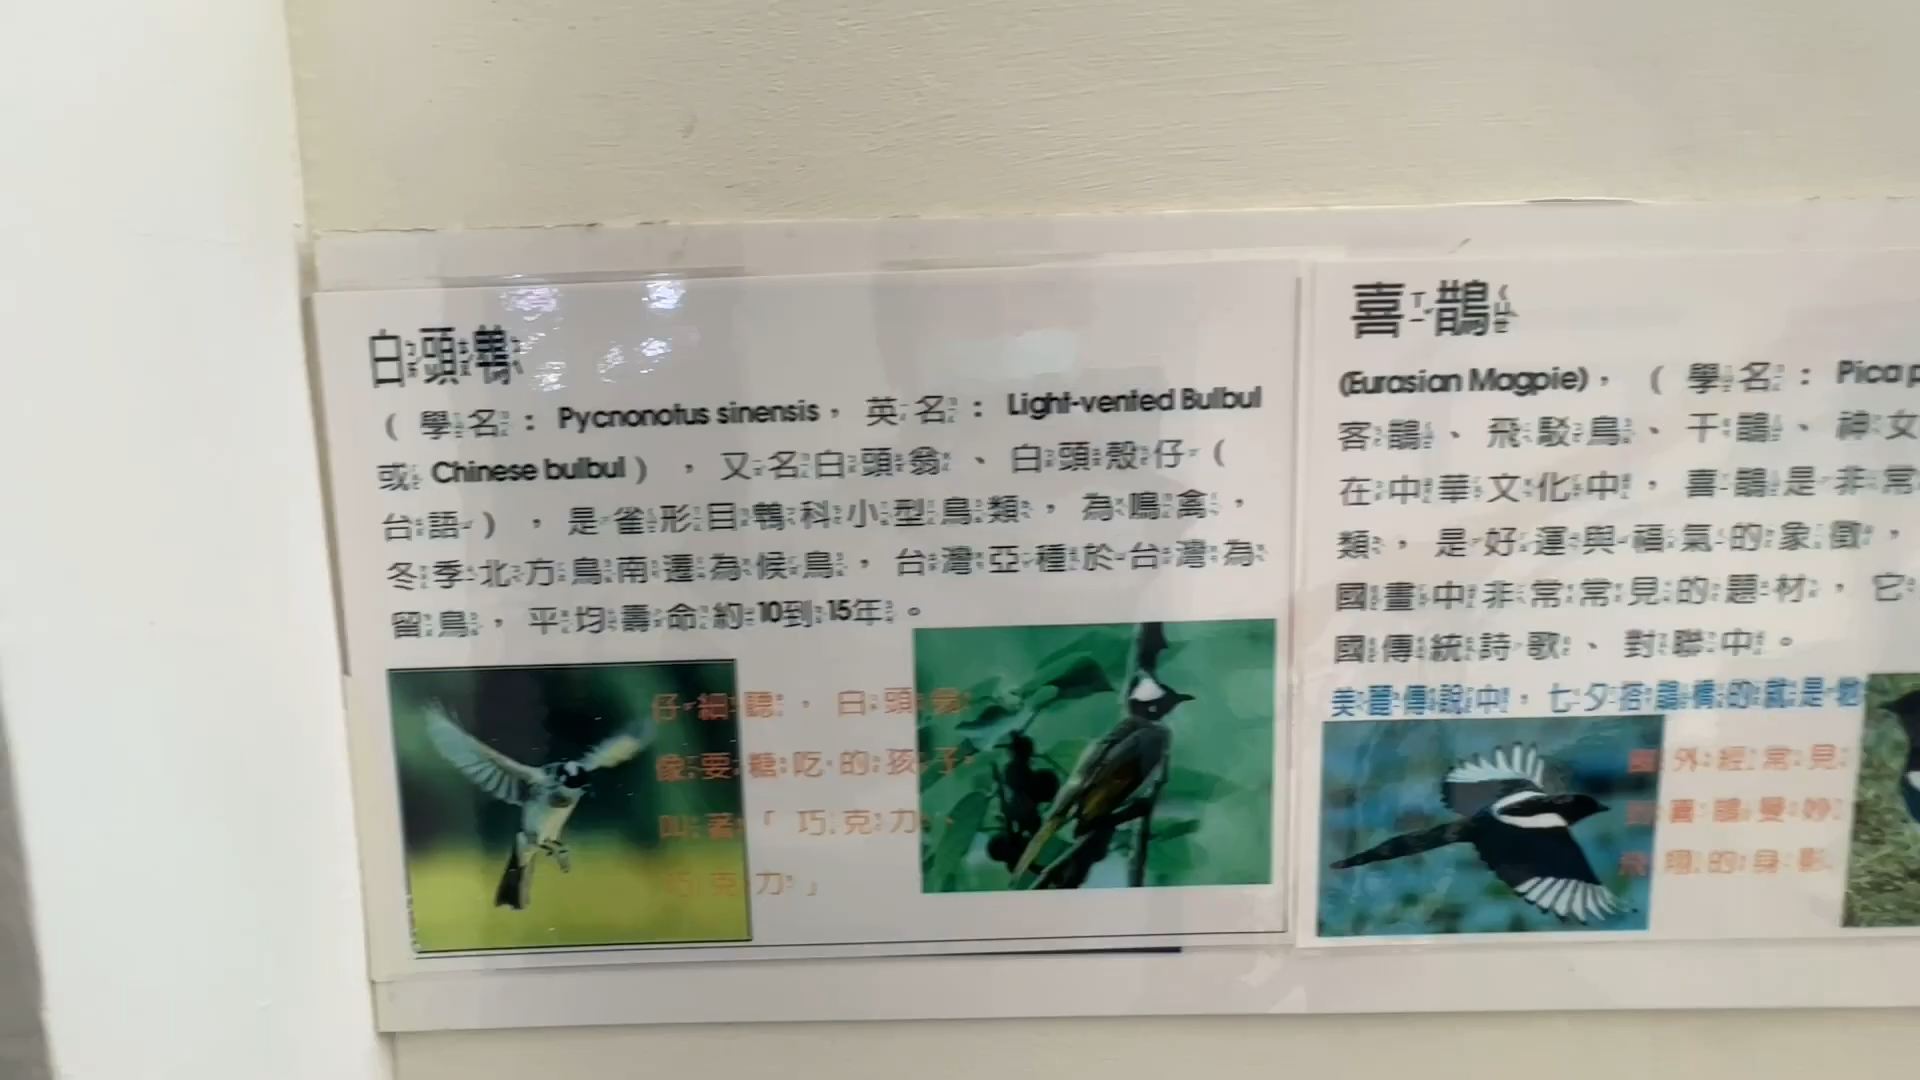 白頭鵯
（學名：Pycnonotus sinensis，英名：Light-vented Bulbul
或 Chinese bulbul），又名白頭翁、白頭殼仔（
台語），是雀形目鵯科小型鳥類，為鳴禽，
冬季北方鳥南遷為候鳥，台灣亞種於台灣為
留鳥，平均壽命約10到15年。
仔細聽，白頭翁
像要糖吃的孩子
叫著「巧克力、
巧克力」
喜鵲
(Eurasian Magpie)，（學名：Pica p
客鵲、飛駁鳥、干鵲、神女
在中華文化中，喜鵲是非常
類，是好運與福氣的象徵，
國畫中非常常見的題材，它
國傳統詩歌、對聯中。
美麗傳說中，七夕搭鵲橋的就是牠
外經常見
喜鵲曼妙
飛翔的身影